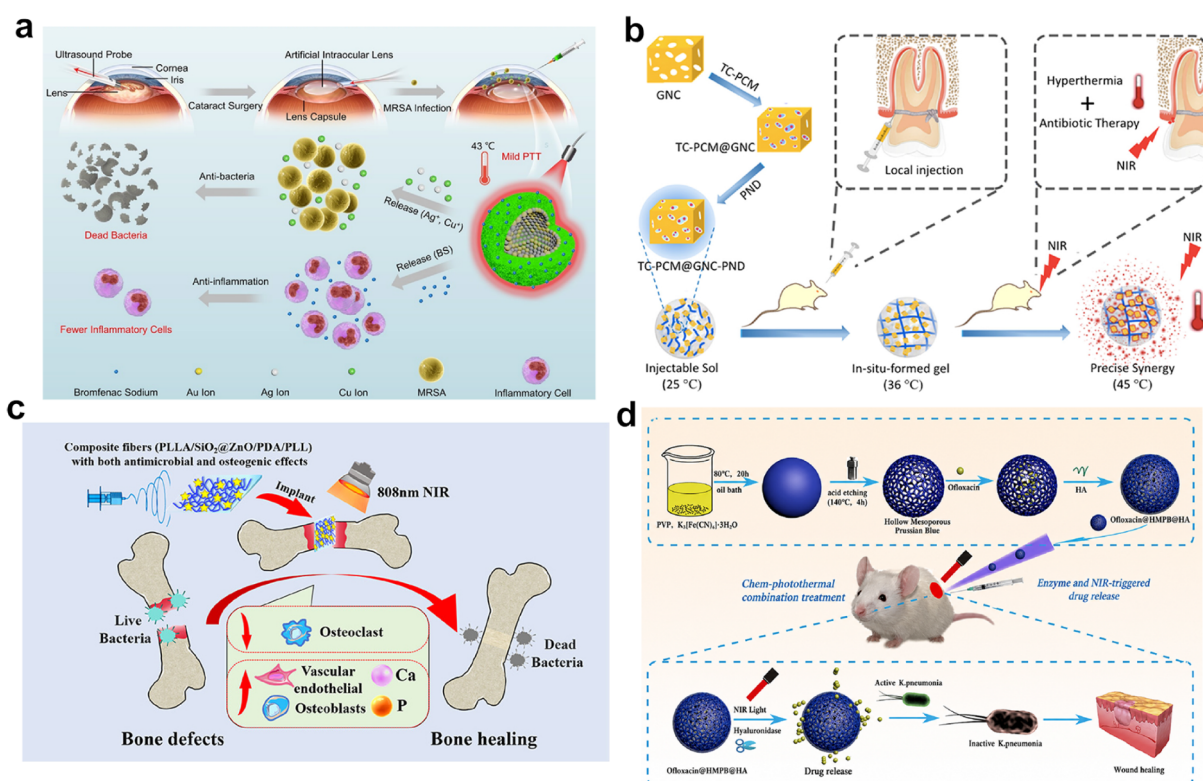 a
Ultrasound Probe
Cornea
Iris
Lens
Cataract Surgery
Artificial Intraocular Lens
Lens Capsule
MRSA Infection
43 ℃
Mild PTT
Anti-bacteria
Release (Ag⁺, Cu⁺)
Dead Bacteria
Release (BS)
Anti-inflammation
Fewer Inflammatory Cells
Bromfenac Sodium
Au Ion
Ag Ion
Cu Ion
MRSA
Inflammatory Cell
b
GNC
TC-PCM
TC-PCM@GNC
PND
TC-PCM@GNC-PND
Local injection
Hyperthermia
+
Antibiotic Therapy
NIR
NIR
NIR
Injectable Sol
(25 °C)
In-situ-formed gel
(36 °C)
Precise Synergy
(45 °C)
c
Composite fibers (PLLA/SiO₂@ZnO/PDA/PLL)
with both antimicrobial and osteogenic effects
Implant
808nm NIR
Live
Bacteria
Osteoclast
Vascular
endothelial
Ca
Osteoblasts
P
Dead
Bacteria
Bone defects
Bone healing
d
80℃, 20h
oil bath
PVP, K₃[Fe(CN)₆]·3H₂O
acid etching
(140℃, 4h)
Hollow Mesoporous
Prussian Blue
Ofloxacin
HA
Ofloxacin@HMPB@HA
Chem-photothermal
combination treatment
Enzyme and NIR-triggered
drug release
NIR Light
Hyaluronidase
Ofloxacin@HMPB@HA
Drug release
Active K.pneumonia
Inactive K.pneumonia
Wound healing